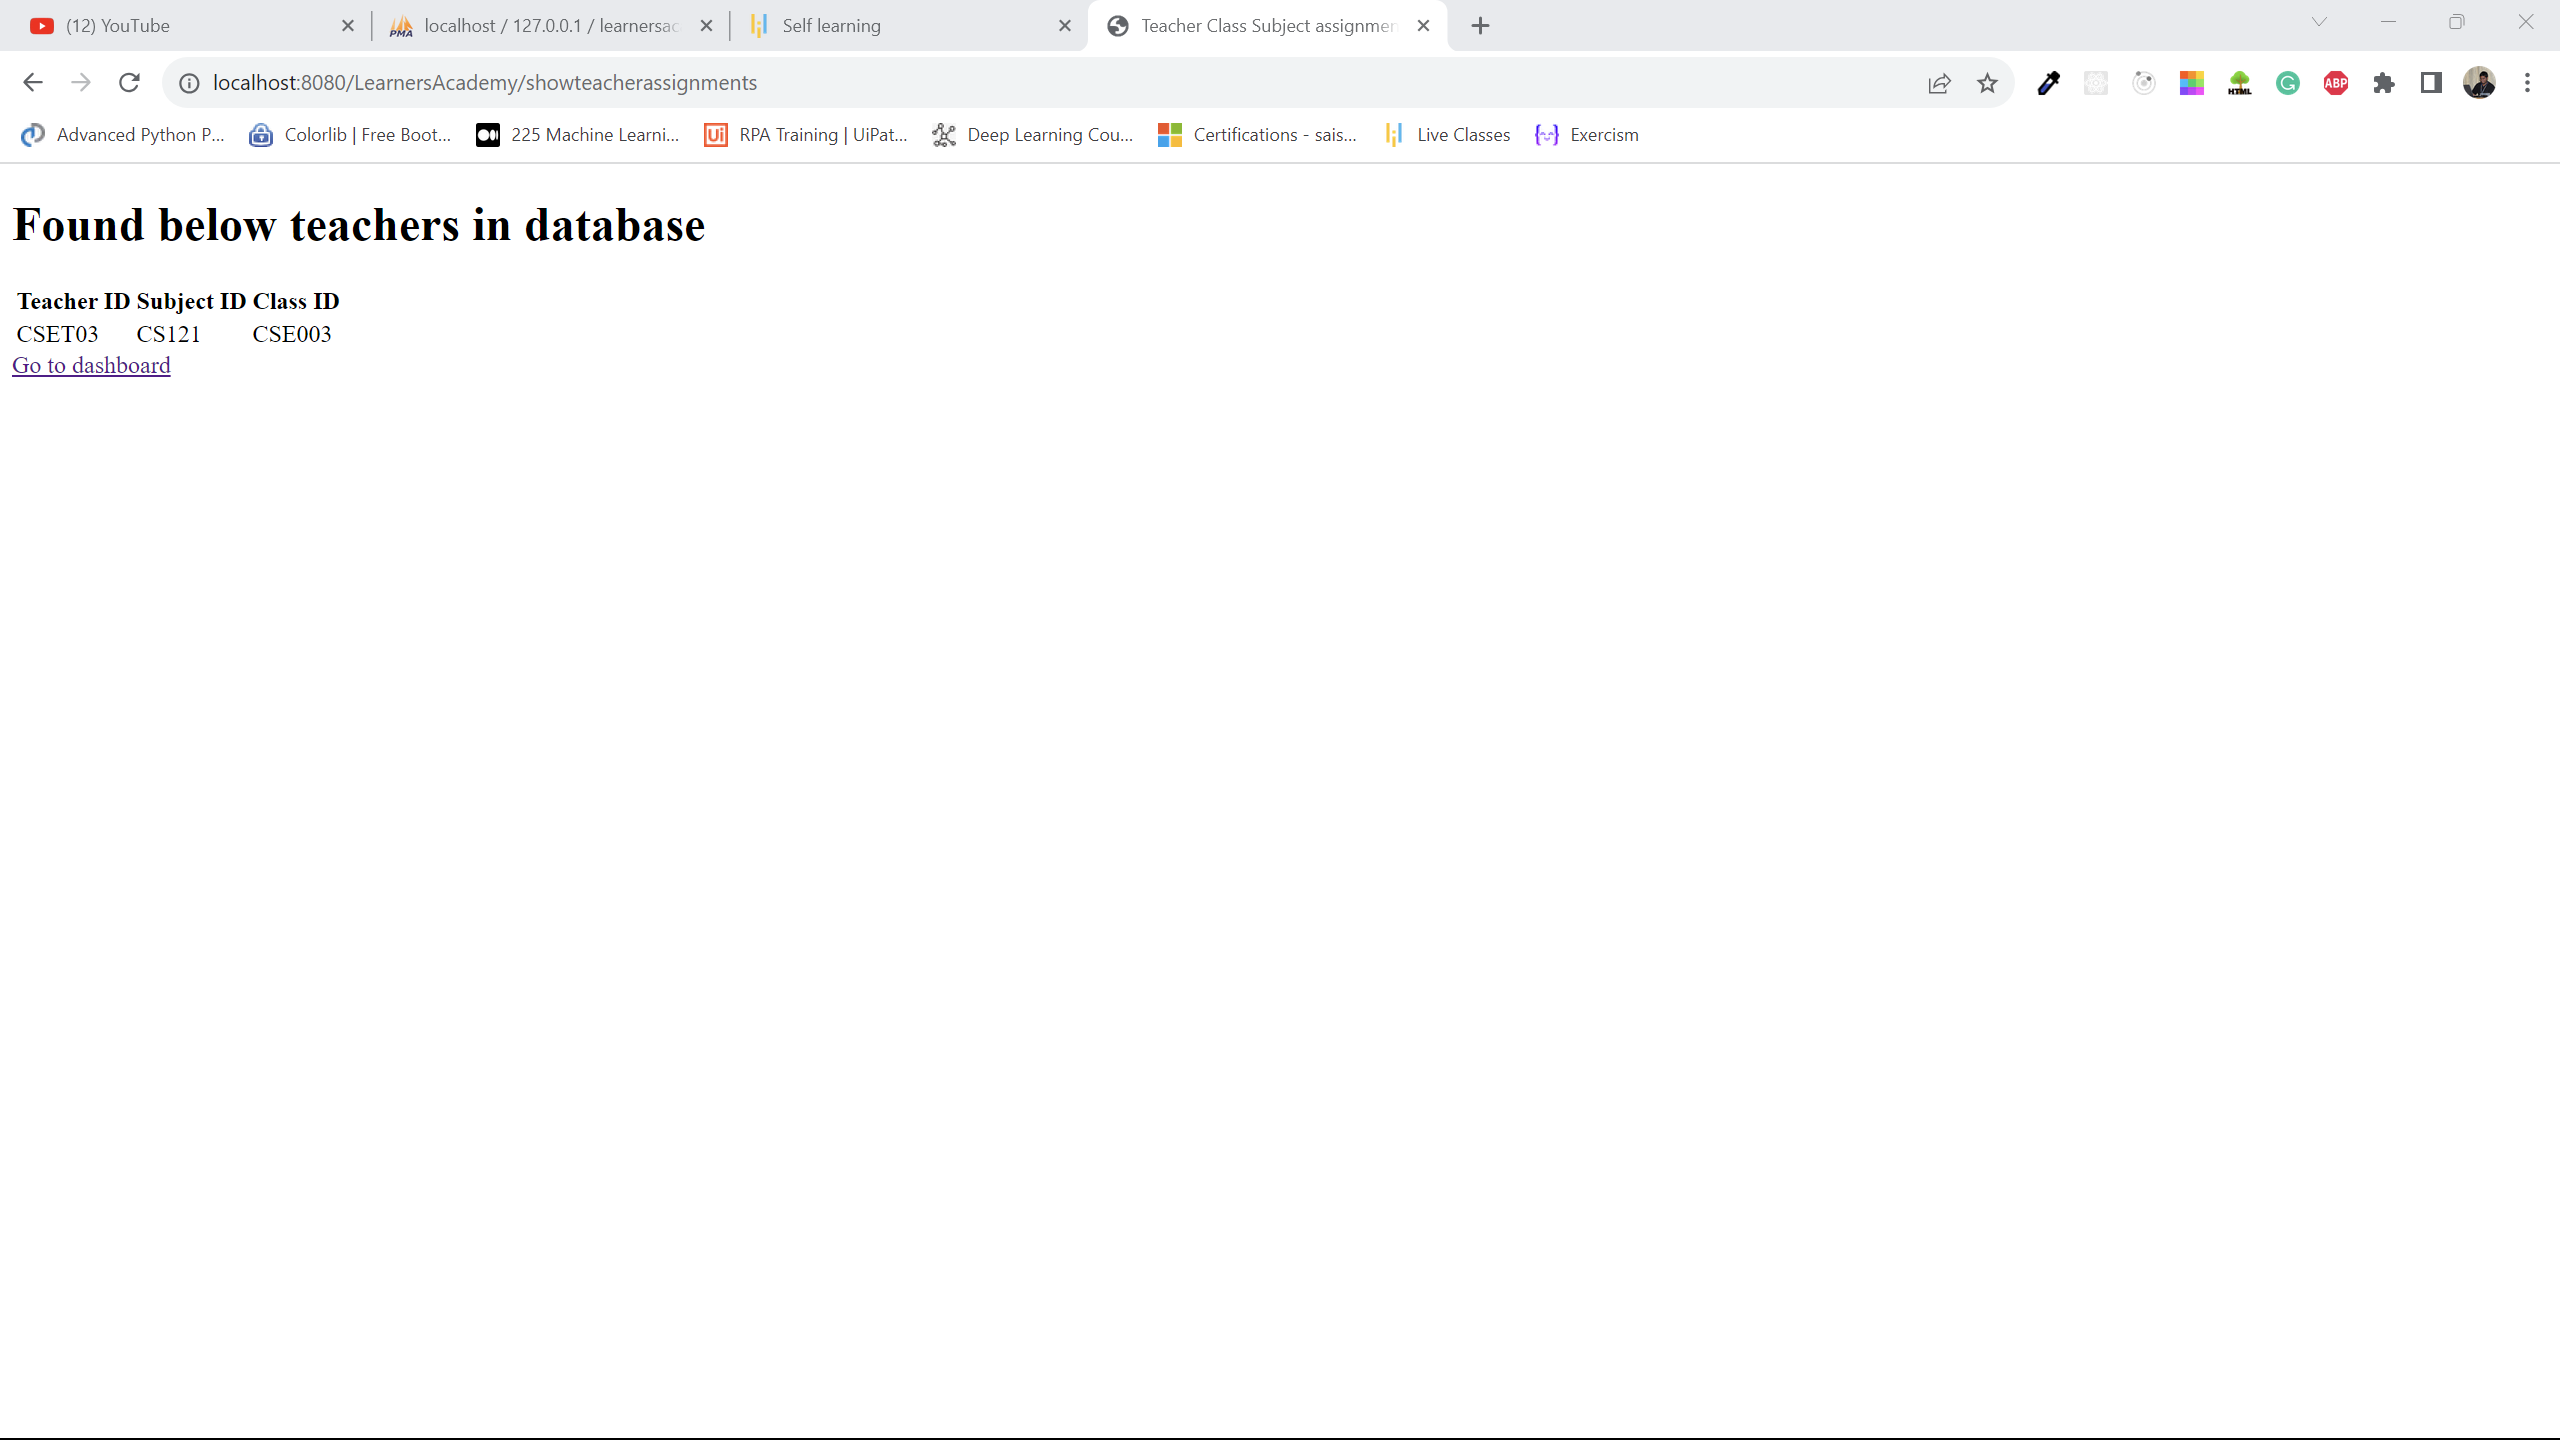 (12) YouTube
localhost / 127.0.0.1 / learnersac
Self learning
Teacher Class Subject assignmen
localhost:8080/LearnersAcademy/showteacherassignments
HTML
ABP
Advanced Python P...
Colorlib | Free Boot...
225 Machine Learni...
RPA Training | UiPat...
Deep Learning Cou...
Certifications - sais...
Live Classes
Exercism
Found below teachers in database
Teacher ID Subject ID Class ID
CSET03 CS121 CSE003
Go to dashboard